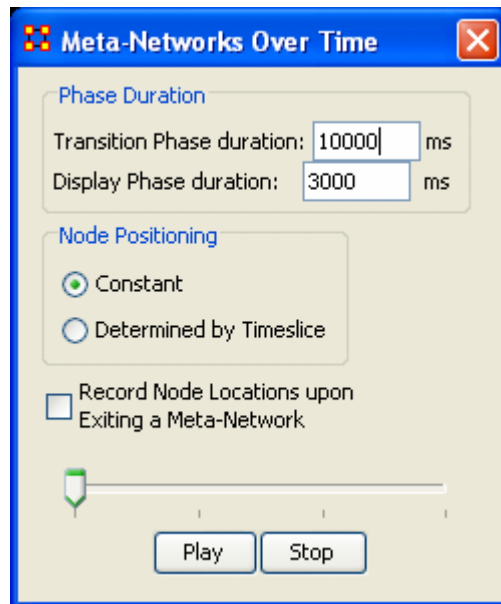 Meta-Networks Over Time
Phase Duration
Transition Phase duration: 10000 ms
Display Phase duration: 3000 ms
Node Positioning
Constant
Determined by Timeslice
Record Node Locations upon
Exiting a Meta-Network
Play Stop